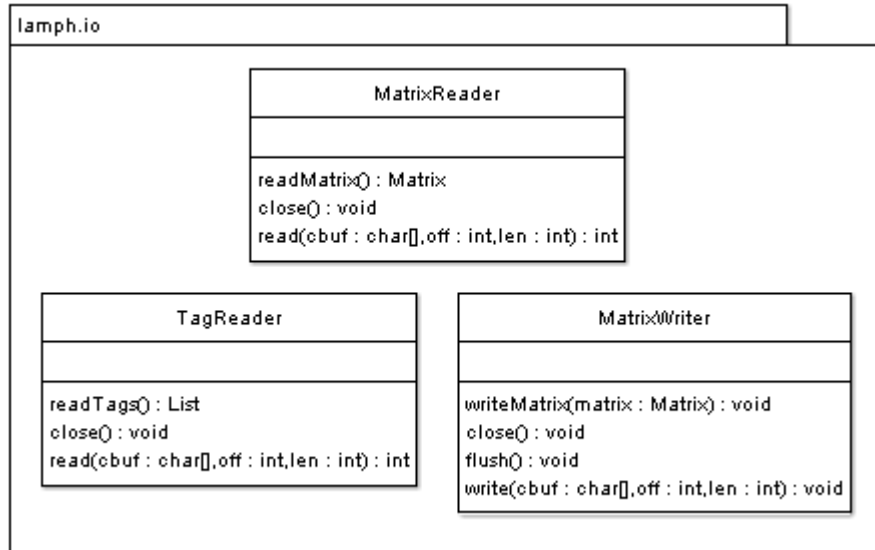 lamph.io
MatrixReader
readMatrix() : Matrix
close() : void
read(cbuf : char[],off : int,len : int) : int
TagReader
readTags() : List
close() : void
read(cbuf : char[],off : int,len : int) : int
MatrixWriter
writeMatrix(matrix : Matrix) : void
close() : void
flush() : void
write(cbuf : char[],off : int,len : int) : void